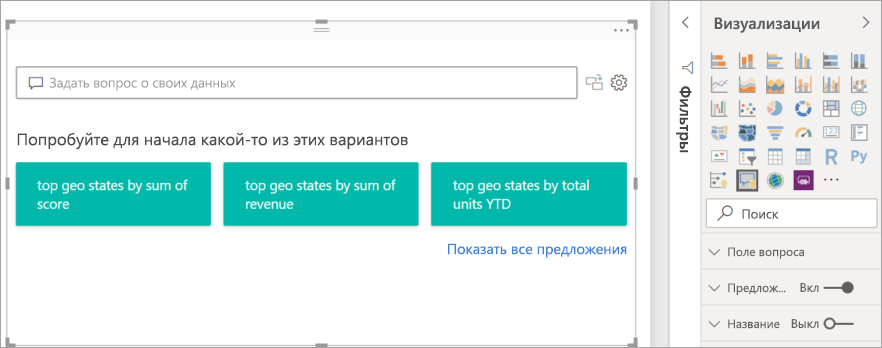 Задать вопрос о своих данных
Попробуйте для начала какой-то из этих вариантов
top geo states by sum of
score
top geo states by sum of
revenue
top geo states by total
units YTD
Показать все предложения
Фильтры
Визуализации
123
R
Py
Поиск
Поле вопроса
Предлож... Вкл
Название Выкл